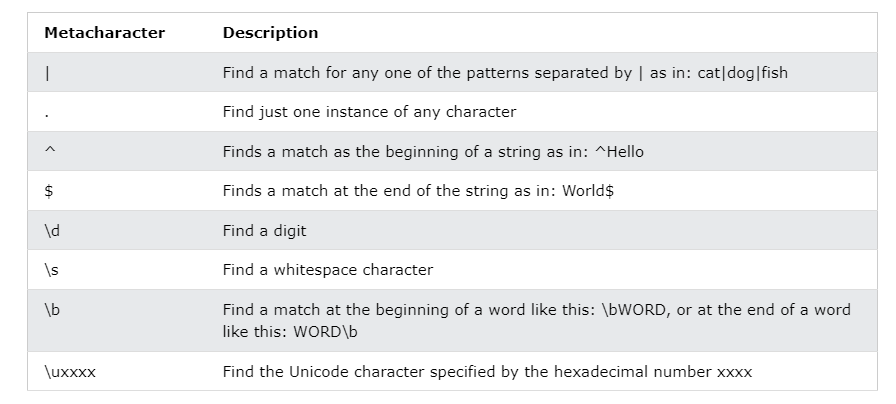 Metacharacter Description
| Find a match for any one of the patterns separated by | as in: cat|dog|fish
. Find just one instance of any character
^ Finds a match as the beginning of a string as in: ^Hello
$ Finds a match at the end of the string as in: World$
\d Find a digit
\s Find a whitespace character
\b Find a match at the beginning of a word like this: \bWORD, or at the end of a word
like this: WORD\b
\uxxxx Find the Unicode character specified by the hexadecimal number xxxx